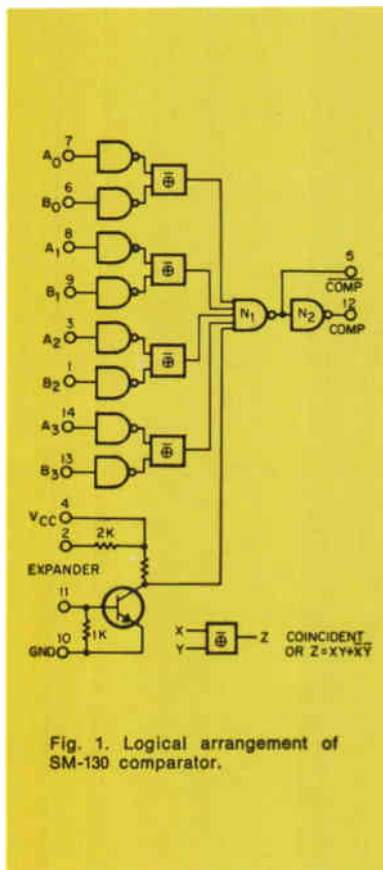 7
A₀
6
B₀
8
A₁
9
B₁
3
A₂
1
B₂
14
A₃
13
B₃
⊕̅
⊕̅
⊕̅
⊕̅
N₁
N₂
5
C̅O̅M̅P̅
12
COMP
4
VCC
2
2K
EXPANDER
11
1K
10
GND
X
Y
⊕̅
Z
COINCIDENT
OR Z=XY+X̅Y̅
Fig. 1. Logical arrangement of
SM-130 comparator.